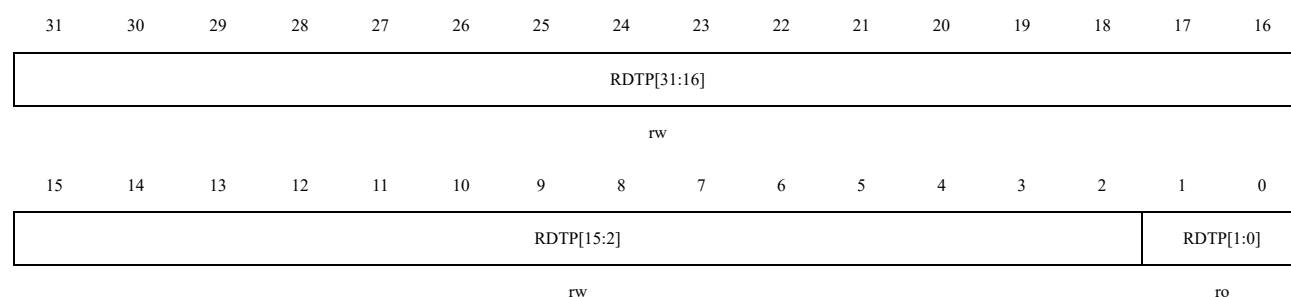 31 30 29 28 27 26 25 24 23 22 21 20 19 18 17 16
RDTP[31:16]
rw
15 14 13 12 11 10 9 8 7 6 5 4 3 2 1 0
RDTP[15:2] RDTP[1:0]
rw ro